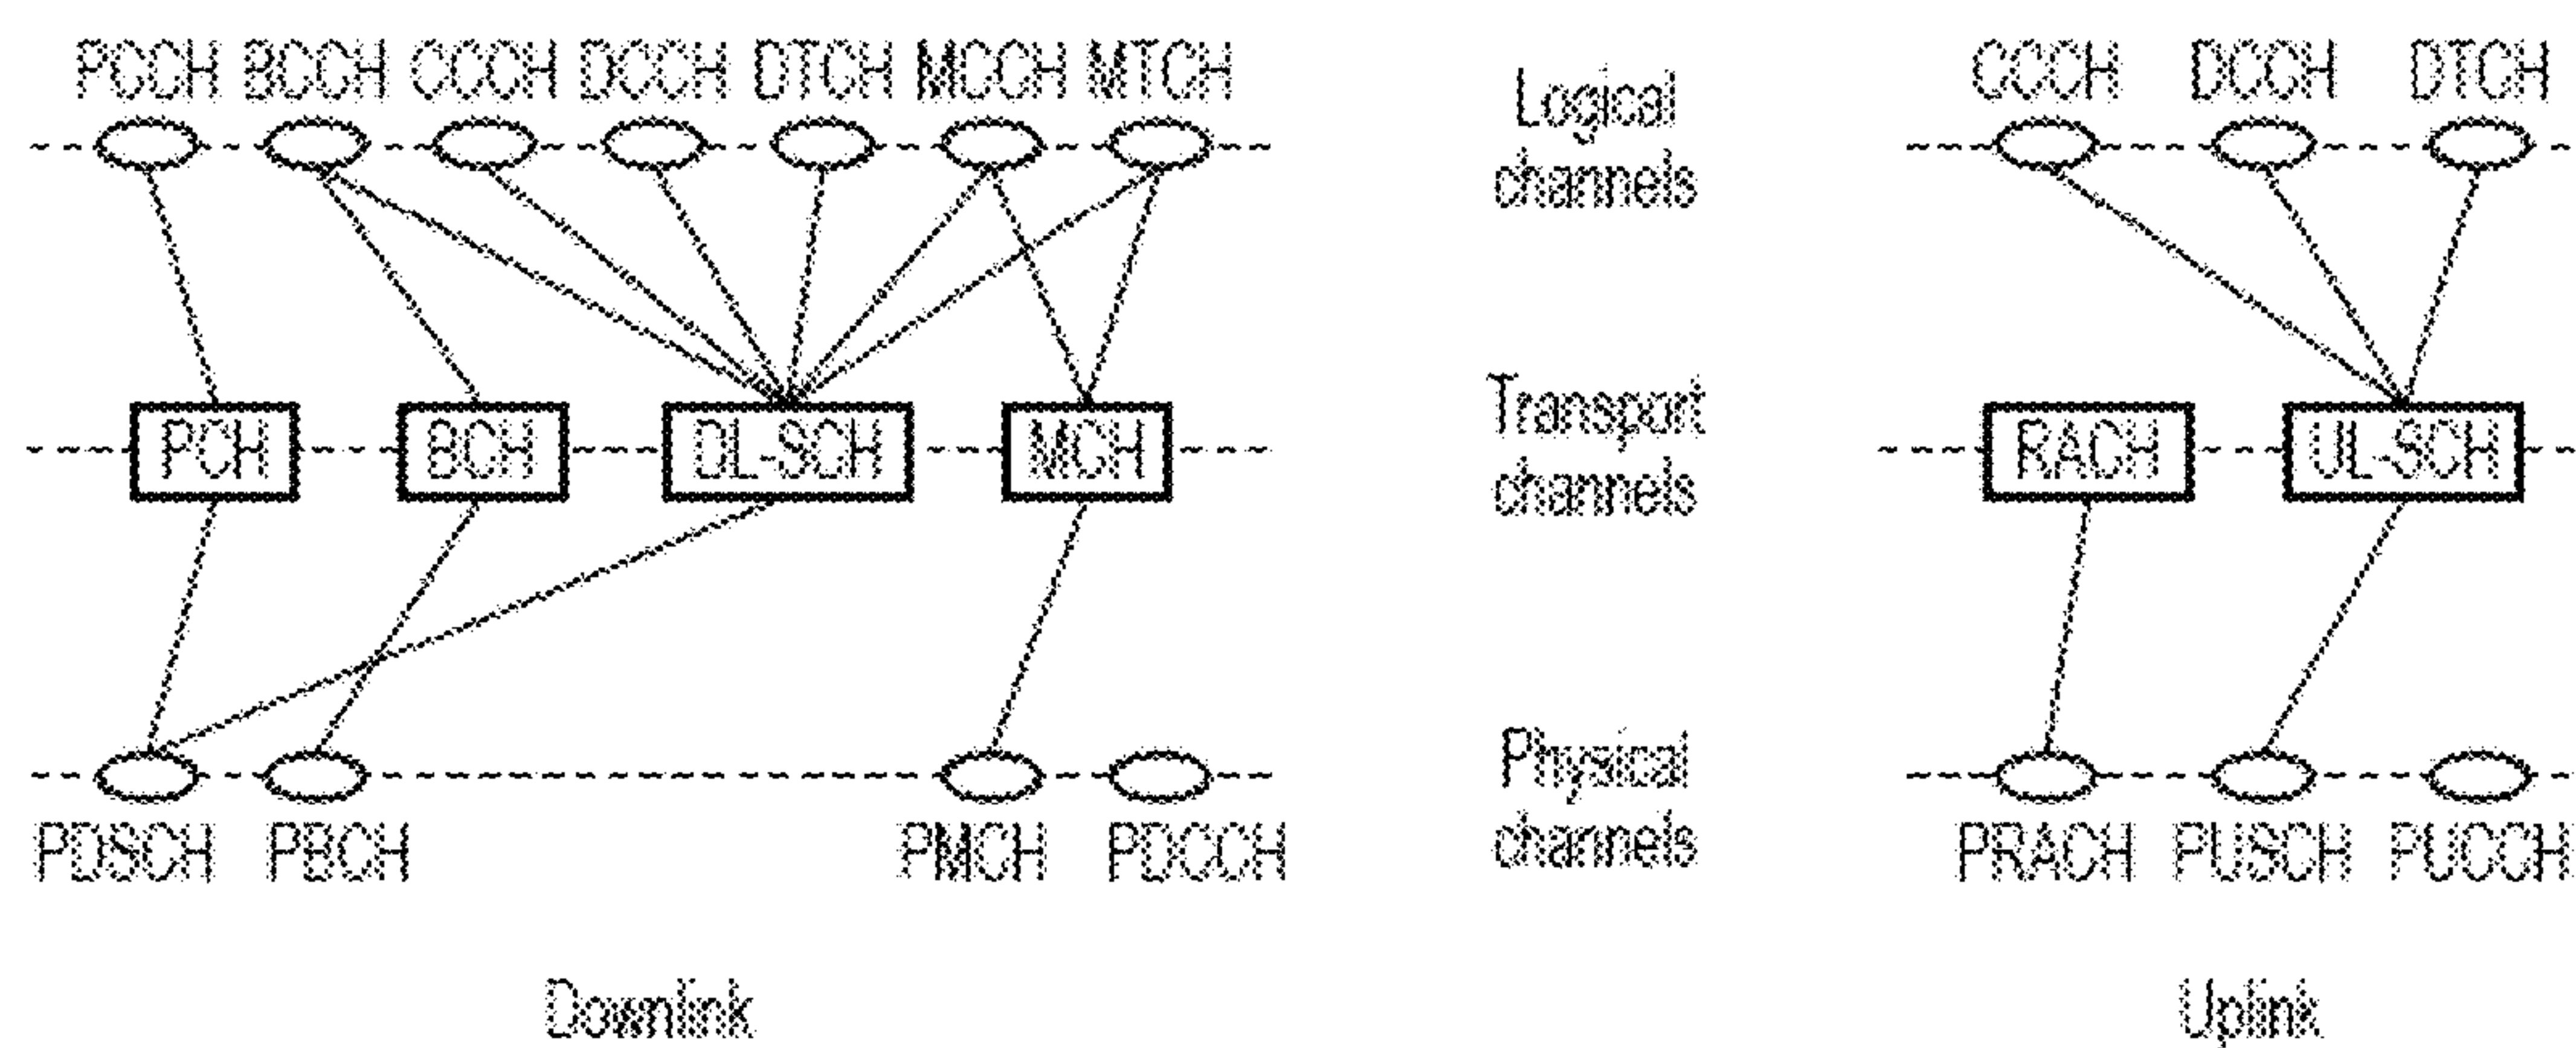 PCCH BCCH CCCH DCCH DTCH MCCH MTCH
Logical
channels
CCCH DCCH DTCH
PCH BCH DL-SCH MCH
Transport
channels
RACH UL-SCH
PDSCH PBCH PMCH PDCCH
Physical
channels
PRACH PUSCH PUCCH
Downlink
Uplink